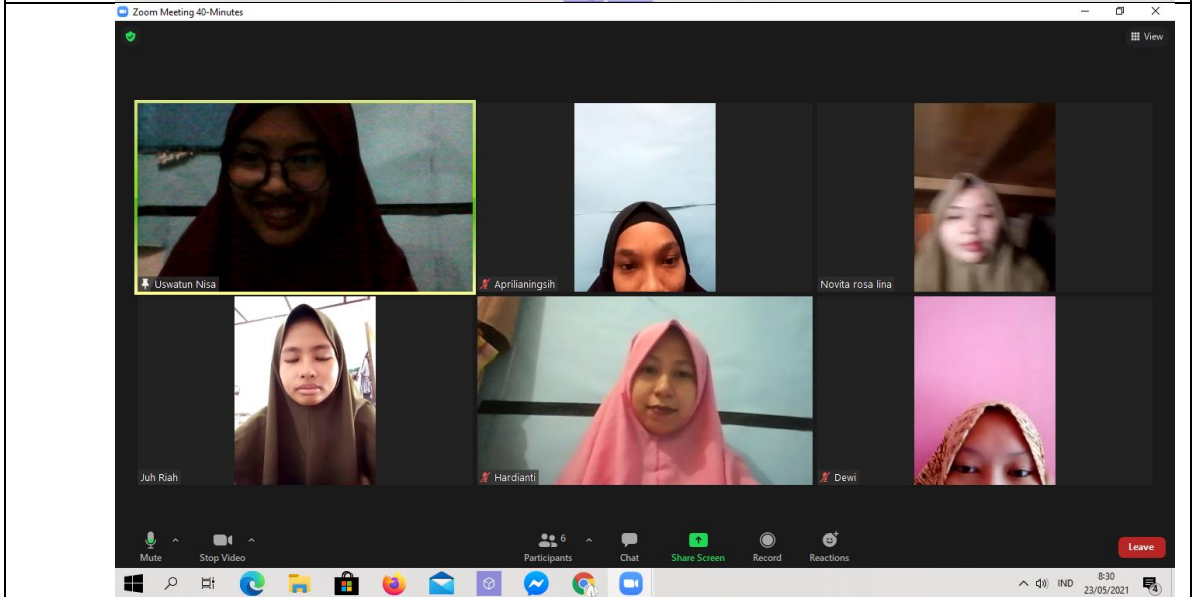 Zoom Meeting 40-Minutes
View
Uswatun Nisa
Aprilianingsih
Novita rosa lina
Juh Riah
Hardianti
Dewi
Mute
Stop Video
6
Participants
Chat
Share Screen
Record
Reactions
Leave
IND
8:30
23/05/2021
4